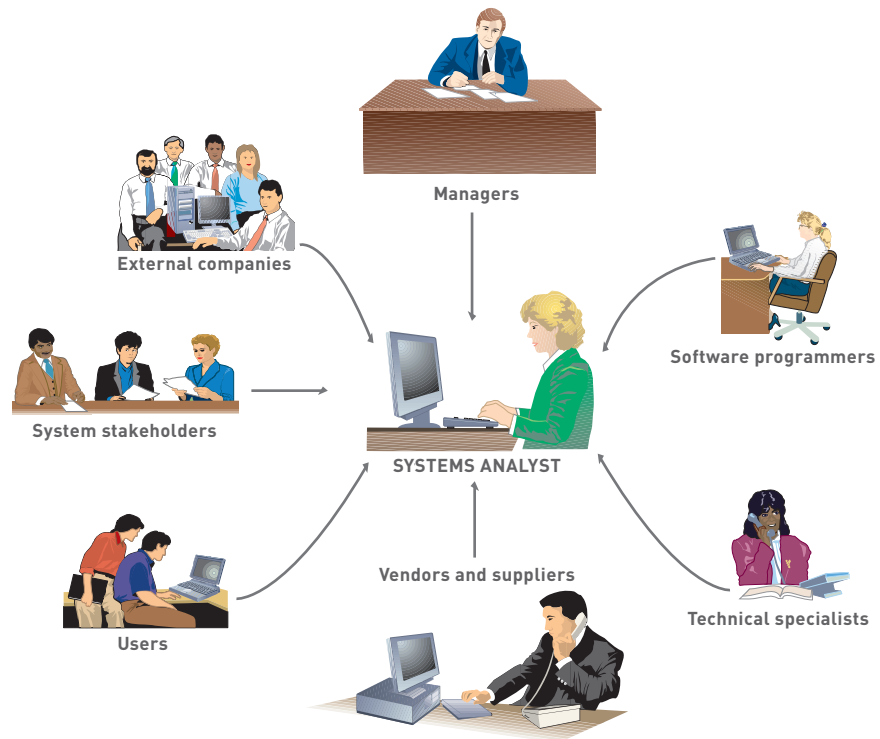 Managers
External companies
Software programmers
System stakeholders
SYSTEMS ANALYST
Vendors and suppliers
Technical specialists
Users